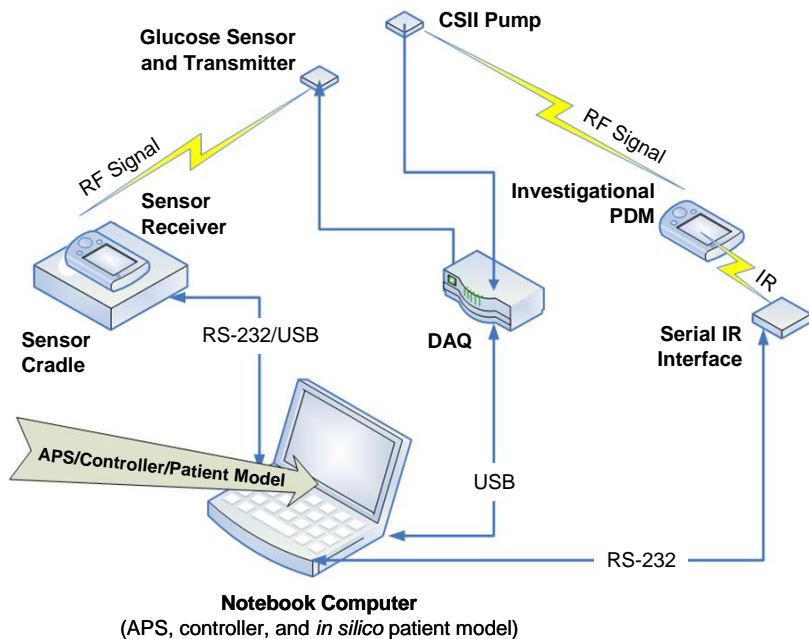 CSII Pump
Glucose Sensor
and Transmitter
RF Signal
RF Signal
Sensor
Receiver
Investigational
PDM
IR
Sensor
Cradle
RS-232/USB
DAQ
Serial IR
Interface
APS/Controller/Patient Model
USB
RS-232
Notebook Computer
(APS, controller, and in silico patient model)